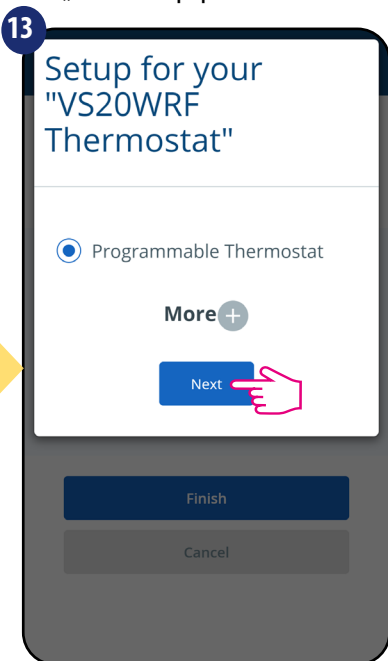 13
Setup for your
"VS20WRF
Thermostat"
Programmable Thermostat
More +
Next
Finish
Cancel